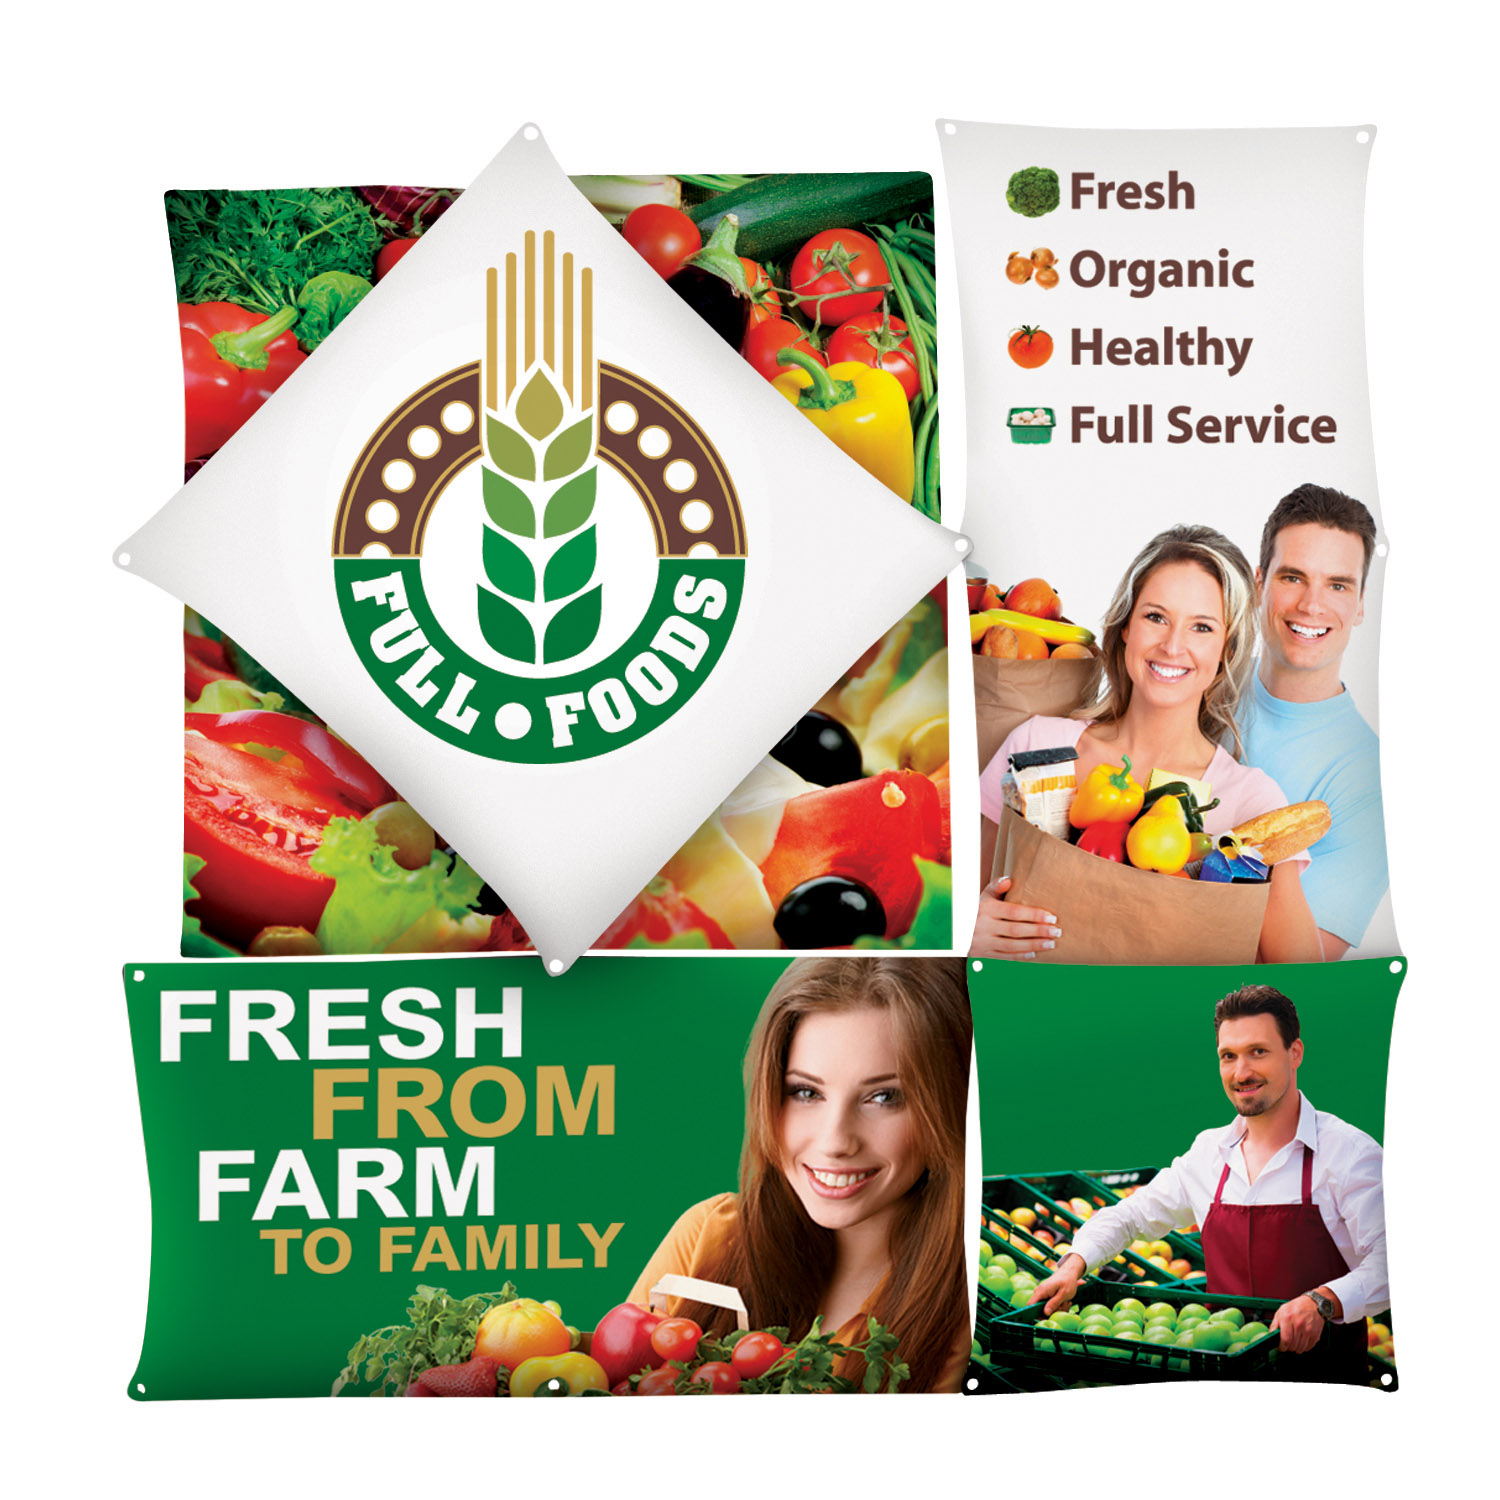 FULL • FOODS
Fresh
Organic
Healthy
Full Service
FRESH
FROM
FARM
TO FAMILY